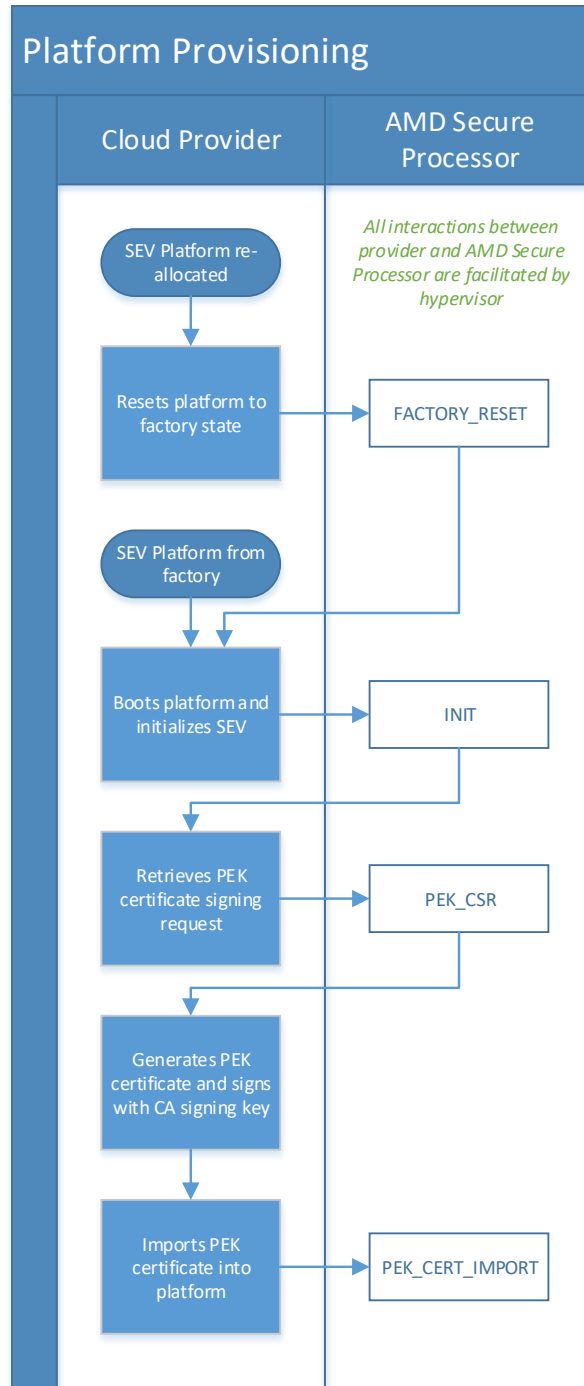 Platform Provisioning
Cloud Provider
AMD Secure
Processor
All interactions between
provider and AMD Secure
Processor are facilitated by
hypervisor
SEV Platform re-
allocated
Resets platform to
factory state
FACTORY_RESET
SEV Platform from
factory
Boots platform and
initializes SEV
INIT
Retrieves PEK
certificate signing
request
PEK_CSR
Generates PEK
certificate and signs
with CA signing key
Imports PEK
certificate into
platform
PEK_CERT_IMPORT